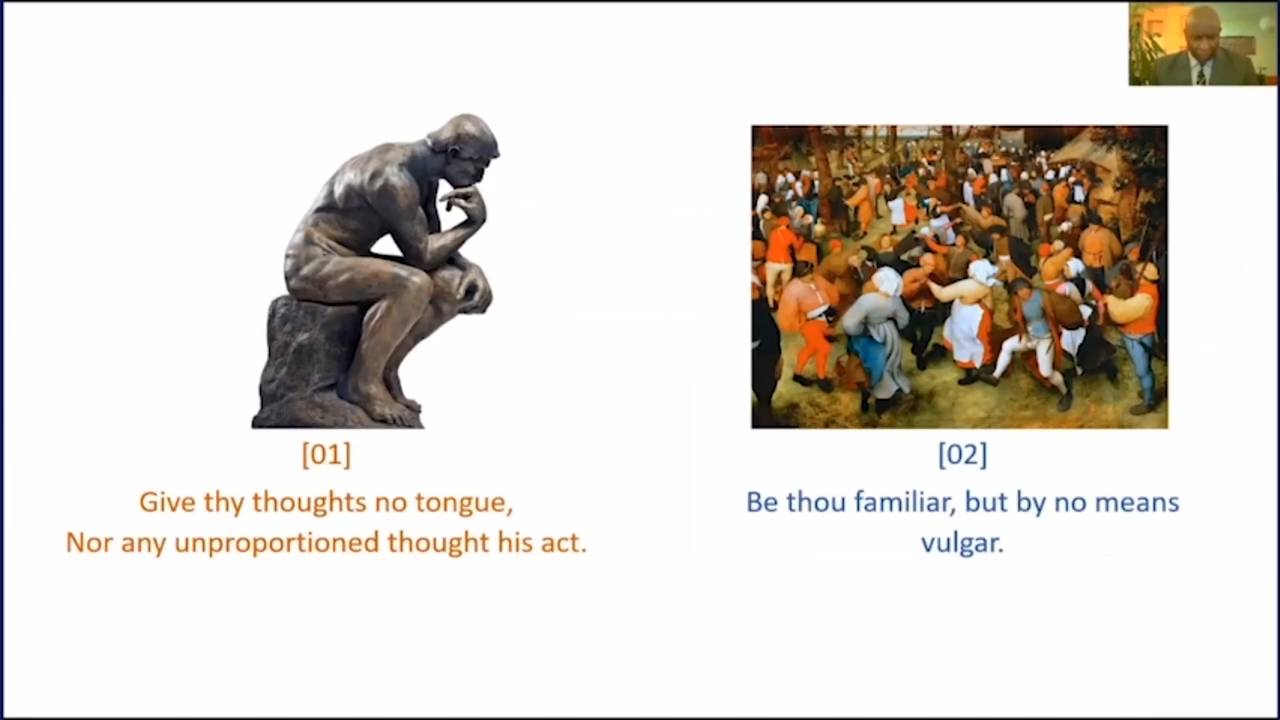 [01]
Give thy thoughts no tongue,
Nor any unproportioned thought his act.
[02]
Be thou familiar, but by no means
vulgar.